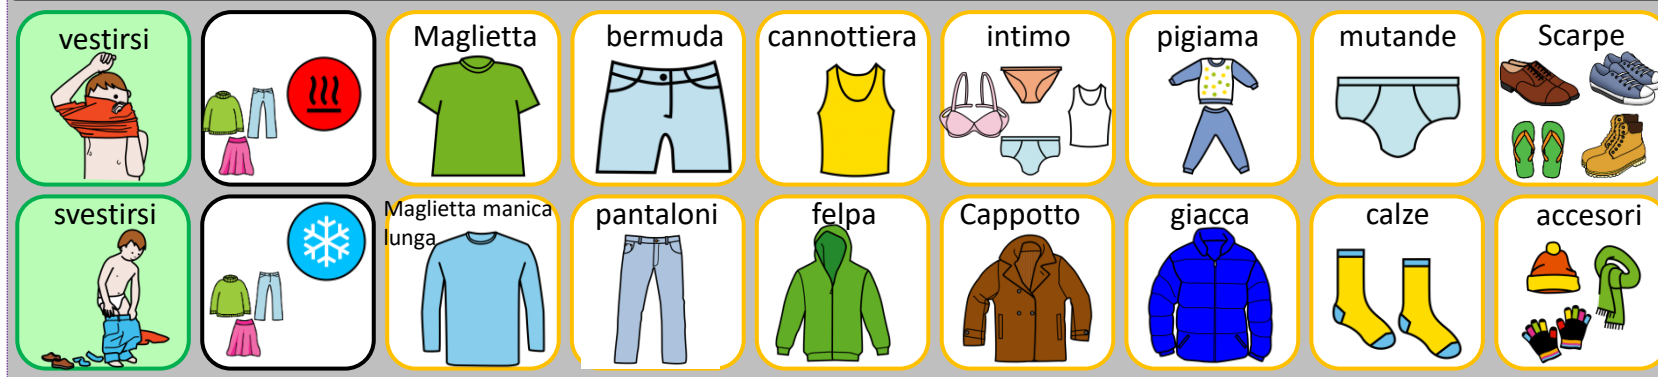 vestirsi
Maglietta
bermuda
cannottiera
intimo
pigiama
mutande
Scarpe
svestirsi
Maglietta manica
lunga
pantaloni
felpa
Cappotto
giacca
calze
accesori